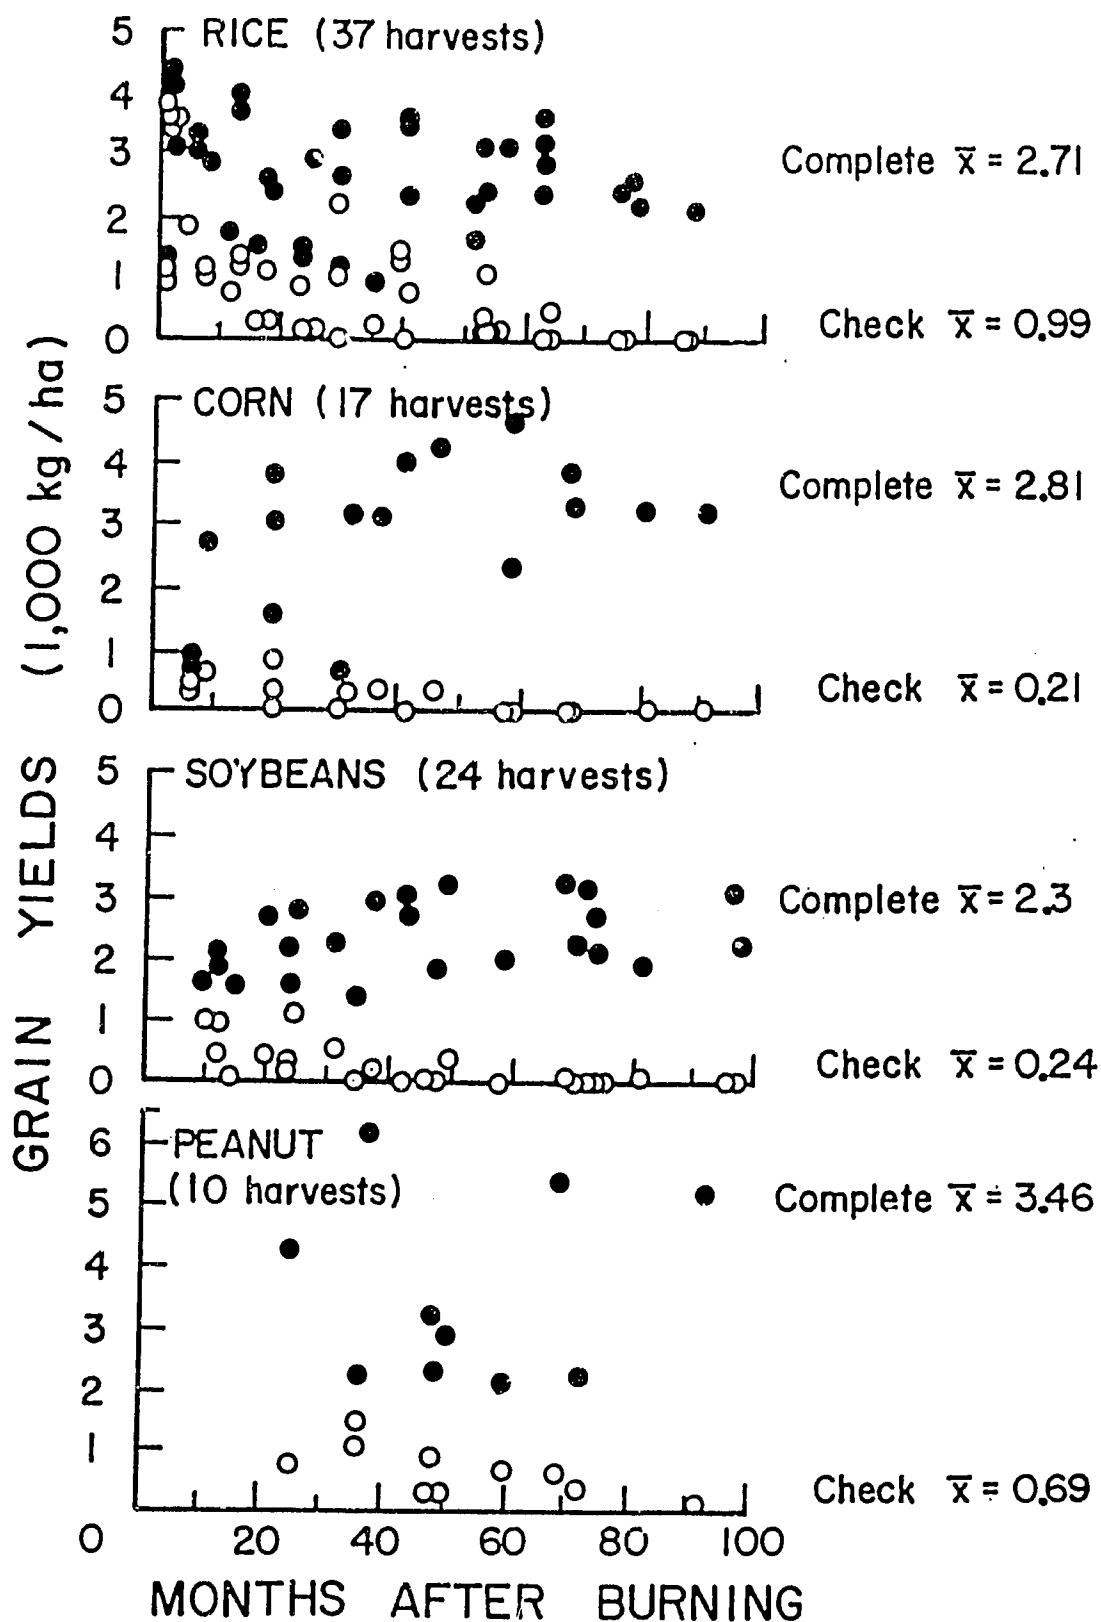 5
RICE (37 harvests)
4
3
Complete x̄ = 2.71
2
1
Check x̄ = 0.99
0
5
CORN (17 harvests)
4
Complete x̄ = 2.81
3
2
1
Check x̄ = 0.21
0
5
SOYBEANS (24 harvests)
4
3
Complete x̄ = 2.3
2
1
Check x̄ = 0.24
0
6
PEANUT
(10 harvests)
5
Complete x̄ = 3.46
4
3
2
1
Check x̄ = 0.69
0 20 40 60 80 100
MONTHS AFTER BURNING
GRAIN YIELDS (1,000 kg/ha)